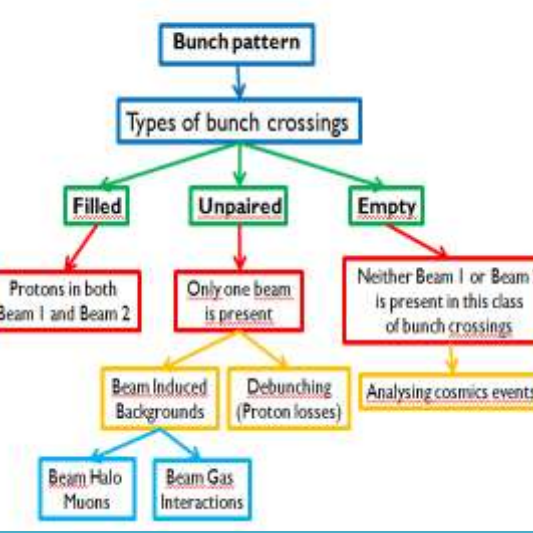 Bunch pattern
Types of bunch crossings
Filled
Unpaired
Empty
Protons in both
Beam 1 and Beam 2
Only one beam
is present
Neither Beam 1 or Beam
is present in this class
of bunch crossings
Beam Induced
Backgrounds
Debunching
(Proton losses)
Analysing cosmics events
Beam Halo
Muons
Beam Gas
Interactions